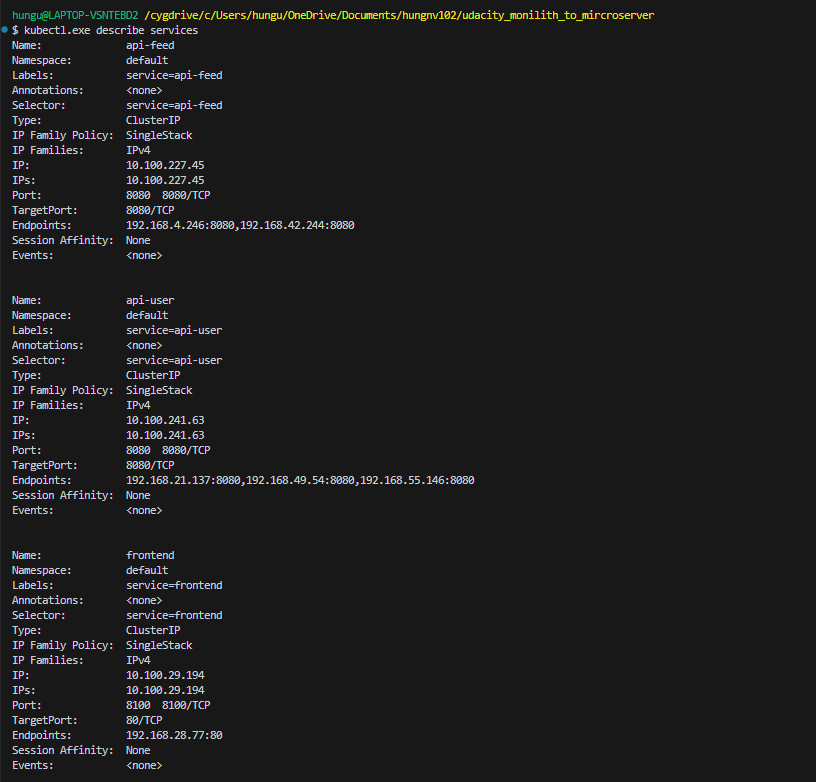 hungu@LAPTOP-VSNTEBD2 /cygdrive/c/Users/hungu/OneDrive/Documents/hungnv102/udacity_monilith_to_mircroserver
$ kubectl.exe describe services
Name:              api-feed
Namespace:         default
Labels:            service=api-feed
Annotations:       <none>
Selector:          service=api-feed
Type:              ClusterIP
IP Family Policy:  SingleStack
IP Families:       IPv4
IP:                10.100.227.45
IPs:               10.100.227.45
Port:              8080  8080/TCP
TargetPort:        8080/TCP
Endpoints:         192.168.4.246:8080,192.168.42.244:8080
Session Affinity:  None
Events:            <none>

Name:              api-user
Namespace:         default
Labels:            service=api-user
Annotations:       <none>
Selector:          service=api-user
Type:              ClusterIP
IP Family Policy:  SingleStack
IP Families:       IPv4
IP:                10.100.241.63
IPs:               10.100.241.63
Port:              8080  8080/TCP
TargetPort:        8080/TCP
Endpoints:         192.168.21.137:8080,192.168.49.54:8080,192.168.55.146:8080
Session Affinity:  None
Events:            <none>

Name:              frontend
Namespace:         default
Labels:            service=frontend
Annotations:       <none>
Selector:          service=frontend
Type:              ClusterIP
IP Family Policy:  SingleStack
IP Families:       IPv4
IP:                10.100.29.194
IPs:               10.100.29.194
Port:              8100  8100/TCP
TargetPort:        80/TCP
Endpoints:         192.168.28.77:80
Session Affinity:  None
Events:            <none>